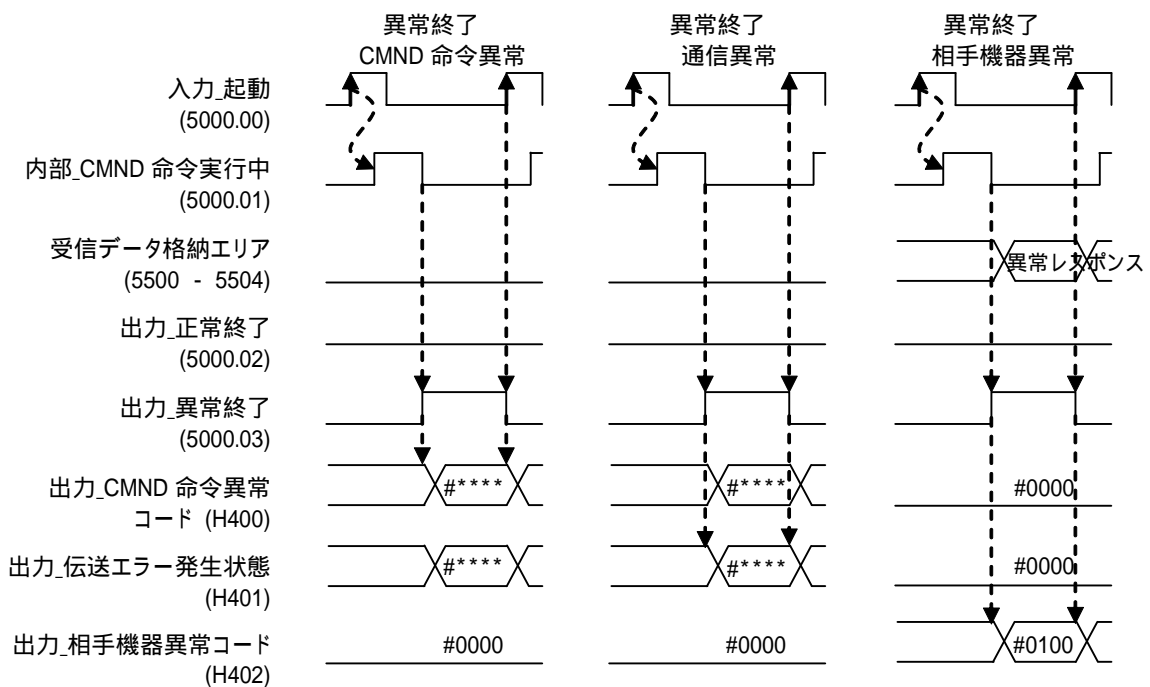 異常終了
CMND 命令異常
異常終了
通信異常
異常終了
相手機器異常
入力_起動
(5000.00)
内部_CMND 命令実行中
(5000.01)
受信データ格納エリア
(5500 - 5504)
異常レスポンス
出力_正常終了
(5000.02)
出力_異常終了
(5000.03)
出力_CMND 命令異常
コード (H400)
#****
#****
#0000
出力_伝送エラー発生状態
(H401)
#****
#****
#0000
出力_相手機器異常コード
(H402)
#0000
#0000
#0100